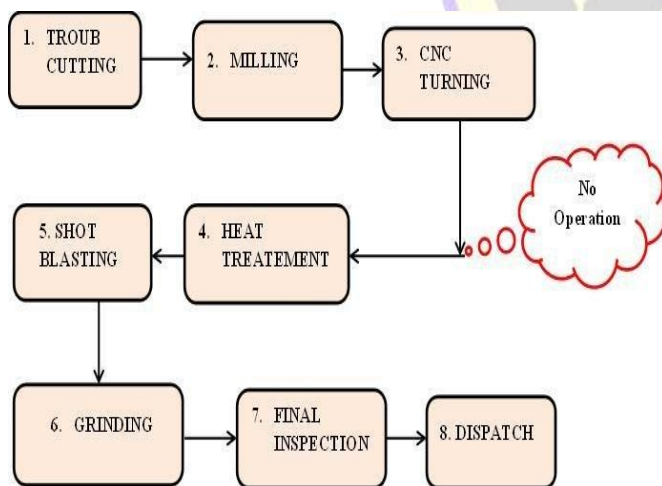 1. TROUB
CUTTING
2. MILLING
3. CNC
TURNING
No
Operation
4. HEAT
TREATEMENT
5. SHOT
BLASTING
6. GRINDING
7. FINAL
INSPECTION
8. DISPATCH